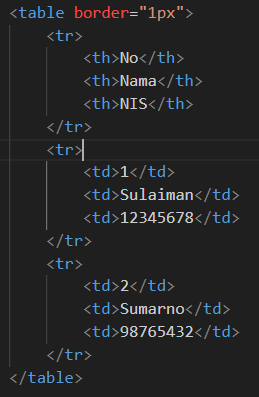 <table border="1px">
    <tr>
        <th>No</th>
        <th>Nama</th>
        <th>NIS</th>
    </tr>
    <tr>
        <td>1</td>
        <td>Sulaiman</td>
        <td>12345678</td>
    </tr>
    <tr>
        <td>2</td>
        <td>Sumarno</td>
        <td>98765432</td>
    </tr>
</table>